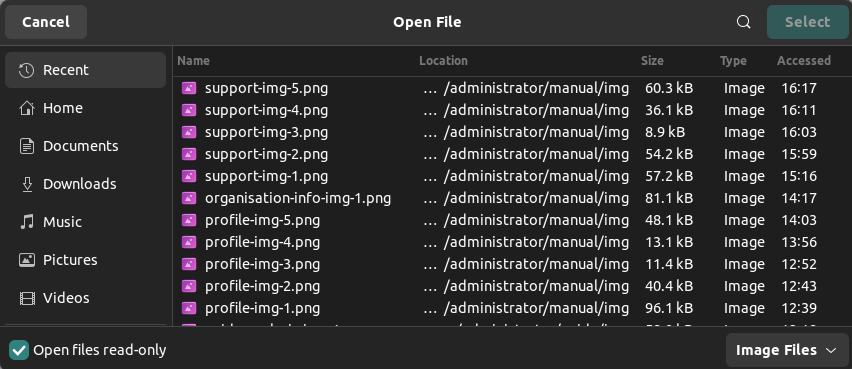 Cancel Open File Select
Name Location Size Type Accessed
Recent
Home
Documents
Downloads
Music
Pictures
Videos
support-img-5.png … /administrator/manual/img 60.3 kB Image 16:17
support-img-4.png … /administrator/manual/img 36.1 kB Image 16:11
support-img-3.png … /administrator/manual/img 8.9 kB Image 16:03
support-img-2.png … /administrator/manual/img 54.2 kB Image 15:59
support-img-1.png … /administrator/manual/img 57.2 kB Image 15:16
organisation-info-img-1.png … /administrator/manual/img 81.1 kB Image 14:17
profile-img-5.png … /administrator/manual/img 48.1 kB Image 14:03
profile-img-4.png … /administrator/manual/img 13.1 kB Image 13:56
profile-img-3.png … /administrator/manual/img 11.4 kB Image 12:52
profile-img-2.png … /administrator/manual/img 40.4 kB Image 12:43
profile-img-1.png … /administrator/manual/img 96.1 kB Image 12:39
Open files read-only Image Files